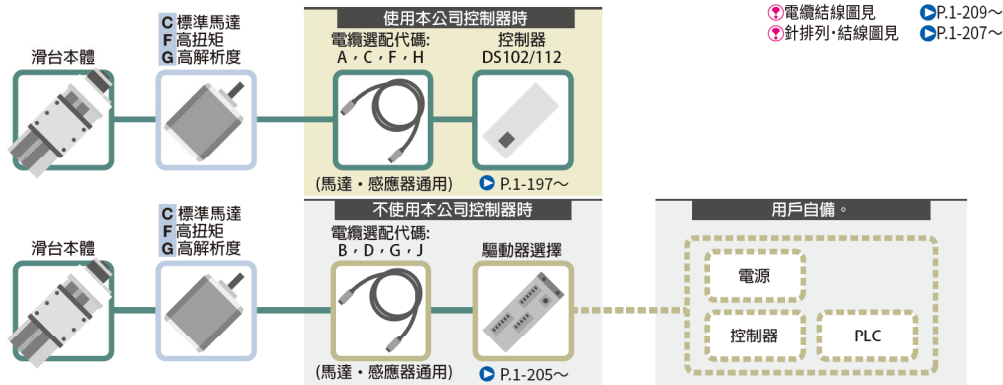 電纜結線圖見 P.1-209～
針排列・結線圖見 P.1-207～
滑台本體
C 標準馬達
F 高扭矩
G 高解析度
使用本公司控制器時
電纜選配代碼:
A，C，F，H
控制器
DS102/112
(馬達・感應器通用)
P.1-197～
滑台本體
C 標準馬達
F 高扭矩
G 高解析度
不使用本公司控制器時
電纜選配代碼:
B，D，G，J
驅動器選擇
(馬達・感應器通用)
P.1-205～
用戶自備。
電源
控制器
PLC